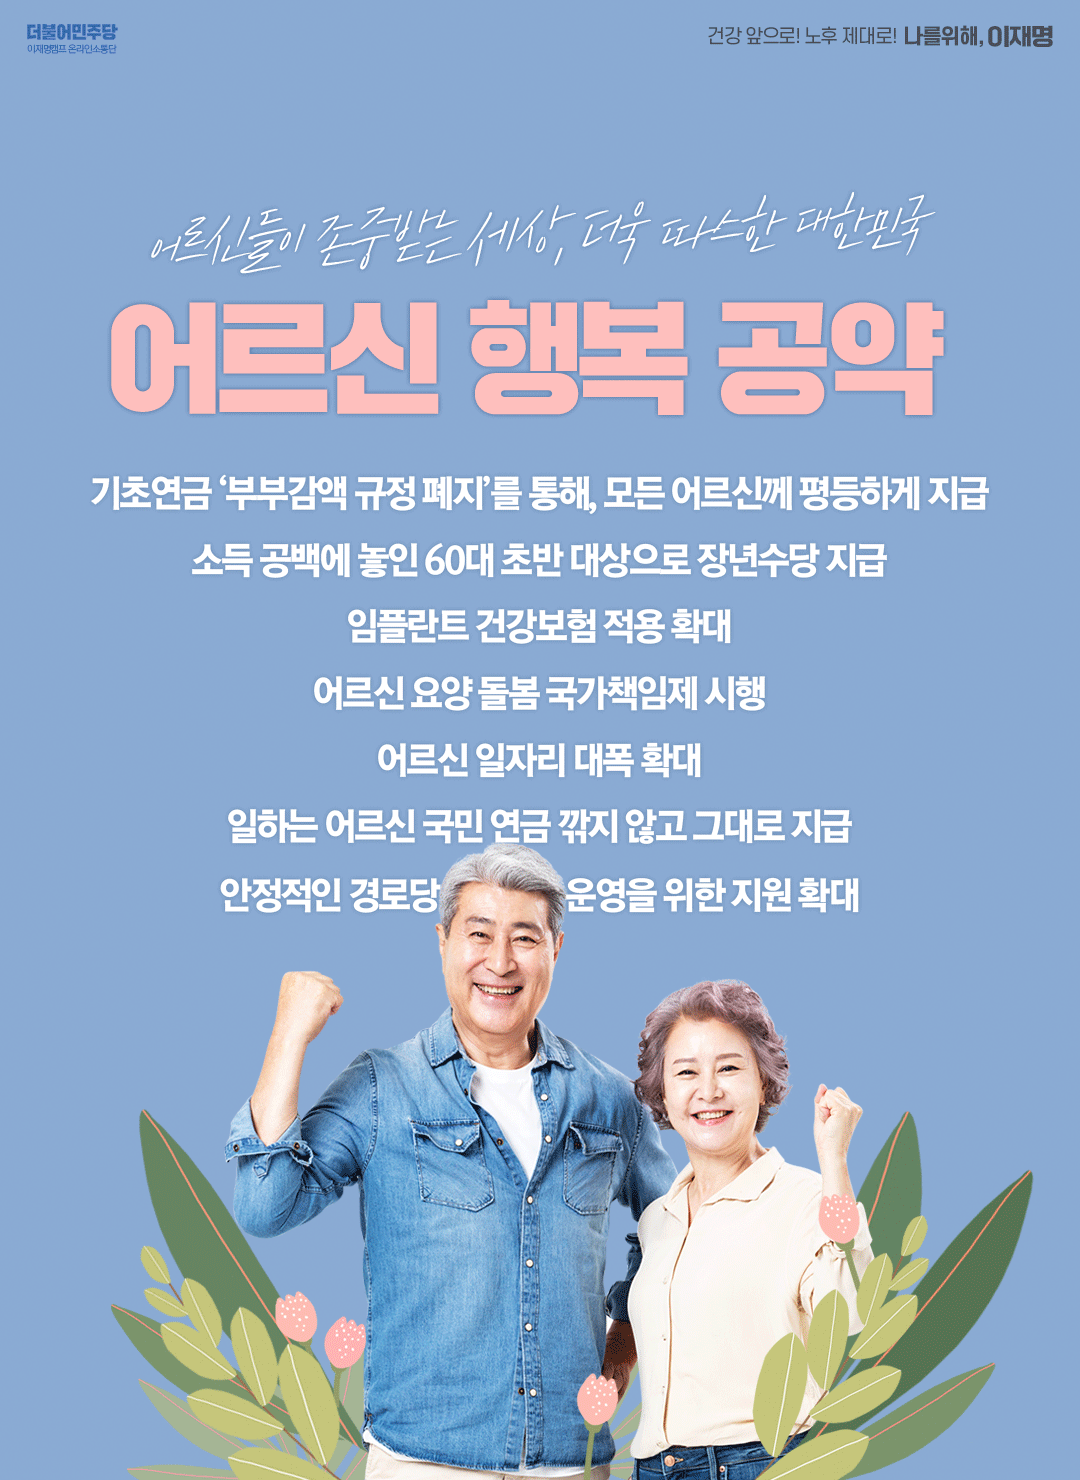 더불어민주당
이재명캠프 온라인소통단
건강 앞으로! 노후 제대로! 나를위해, 이재명
어르신들이 존중받는 세상, 더욱 따스한 대한민국
어르신 행복 공약
기초연금 ‘부부감액 규정 폐지’를 통해, 모든 어르신께 평등하게 지급
소득 공백에 놓인 60대 초반 대상으로 장년수당 지급
임플란트 건강보험 적용 확대
어르신 요양 돌봄 국가책임제 시행
어르신 일자리 대폭 확대
일하는 어르신 국민 연금 깎지 않고 그대로 지급
안정적인 경로당 운영을 위한 지원 확대